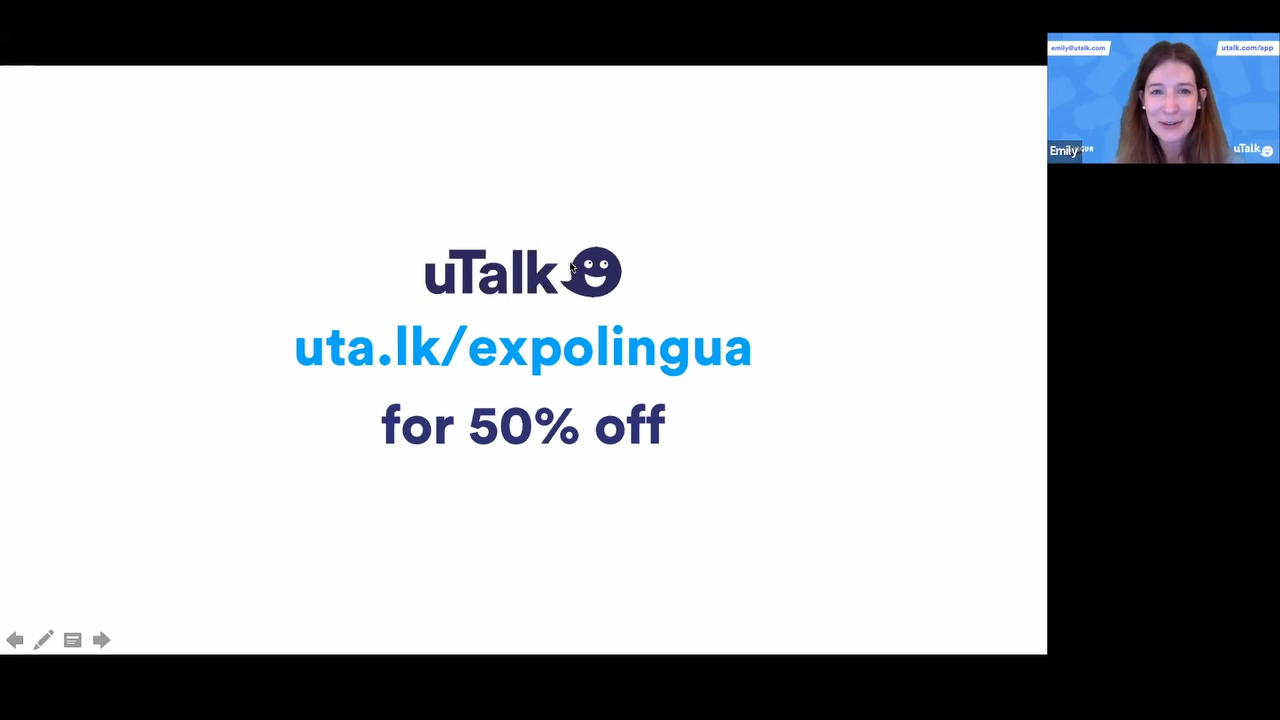 uTalk
uta.lk/expolingua
for 50% off
emily@utalk.com
utalk.com/app
Emily
uTalk